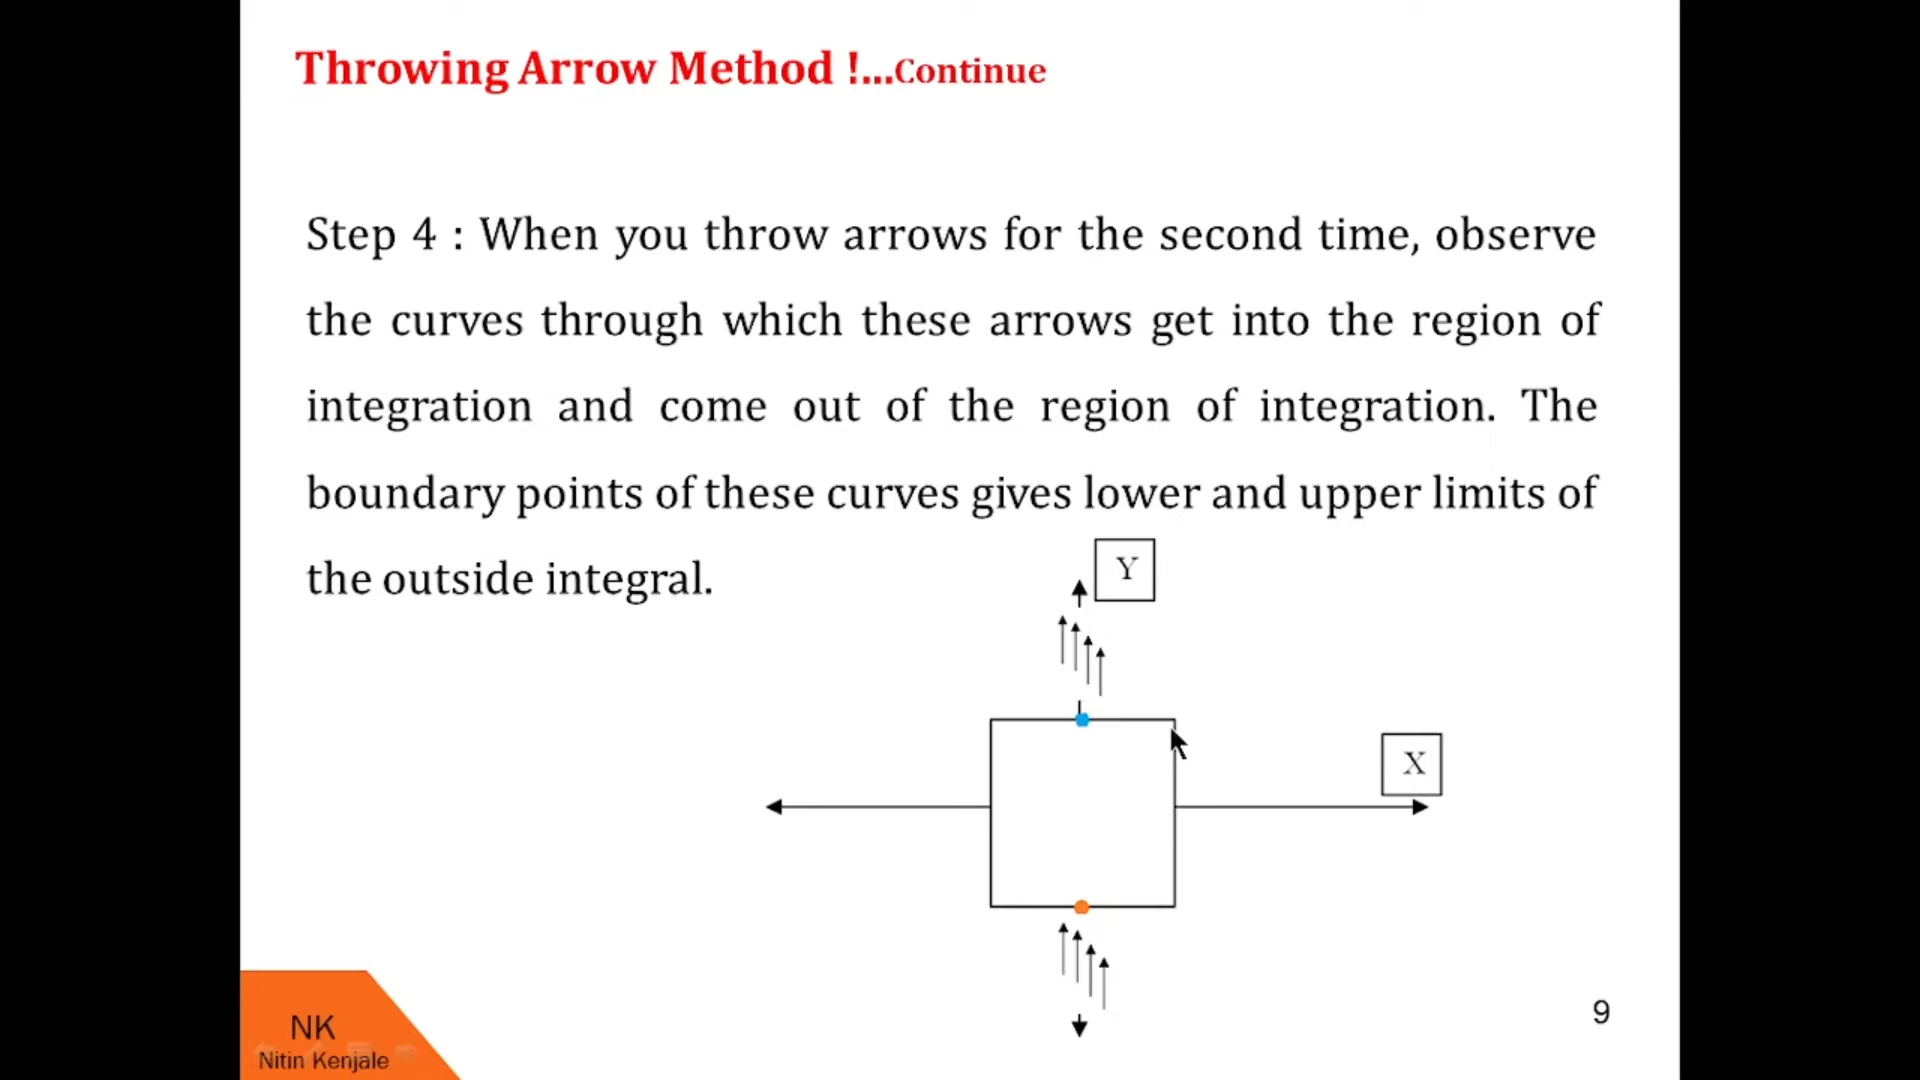 Throwing Arrow Method !...Continue
Step 4 : When you throw arrows for the second time, observe
the curves through which these arrows get into the region of
integration and come out of the region of integration. The
boundary points of these curves gives lower and upper limits of
the outside integral.
Y
X
NK
Nitin Kenjale
9